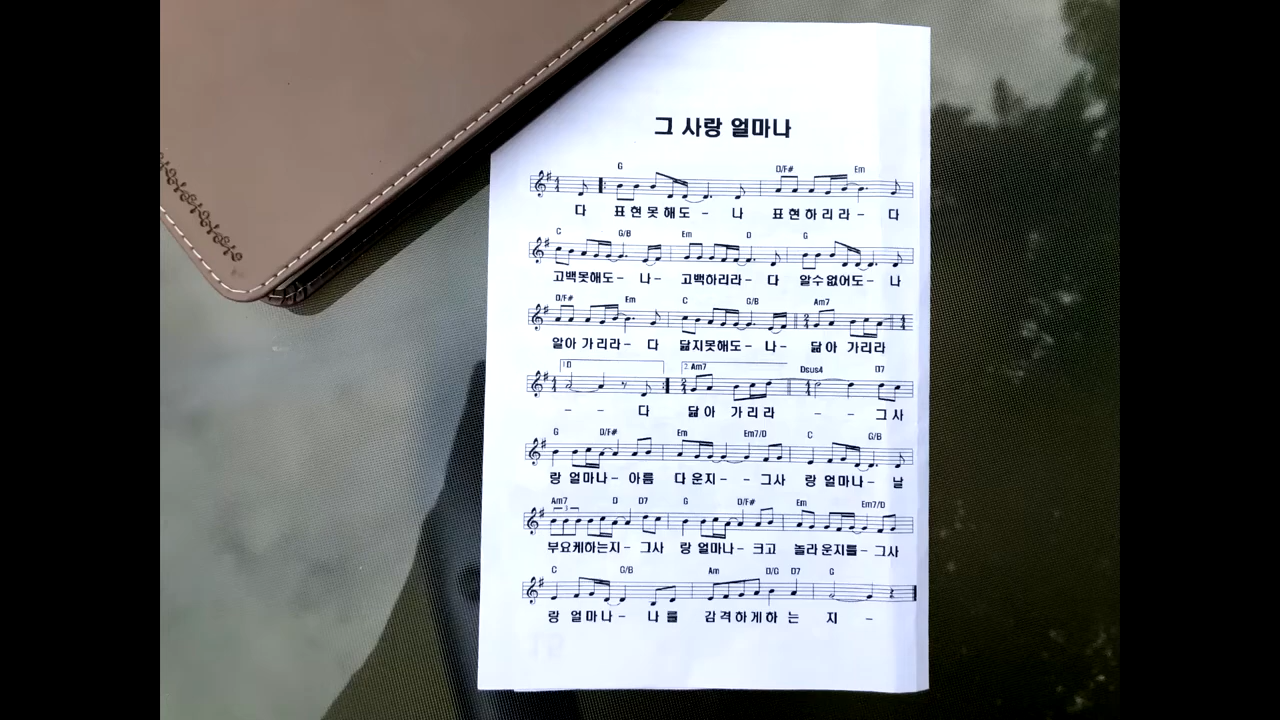 그 사랑 얼마나
G D/F# Em
다 표현못해도 - 나 표현하리라 - 다
C G/B Em D G
고백못해도 - 나 - 고백하리라 - 다 알수없어도 - 나
D/F# Em C G/B Am7
알아 가리라 - 다 닮지못해도 - 나 - 닮아 가리라
1.D 2.Am7 Dsus4 D7
- - 다 닮아 가리라 - - 그사
G D/F# Em Em7/D C G/B
랑 얼마나 - 아름 다운지 - - 그사 랑 얼마나 - 날
Am7 D D7 G D/F# Em Em7/D
3
부요케하는지 - 그사 랑 얼마나 - 크고 놀라운지를 - 그사
C G/B Am D/G D7 G
랑 얼마나 - 나를 감격하게하는지 -